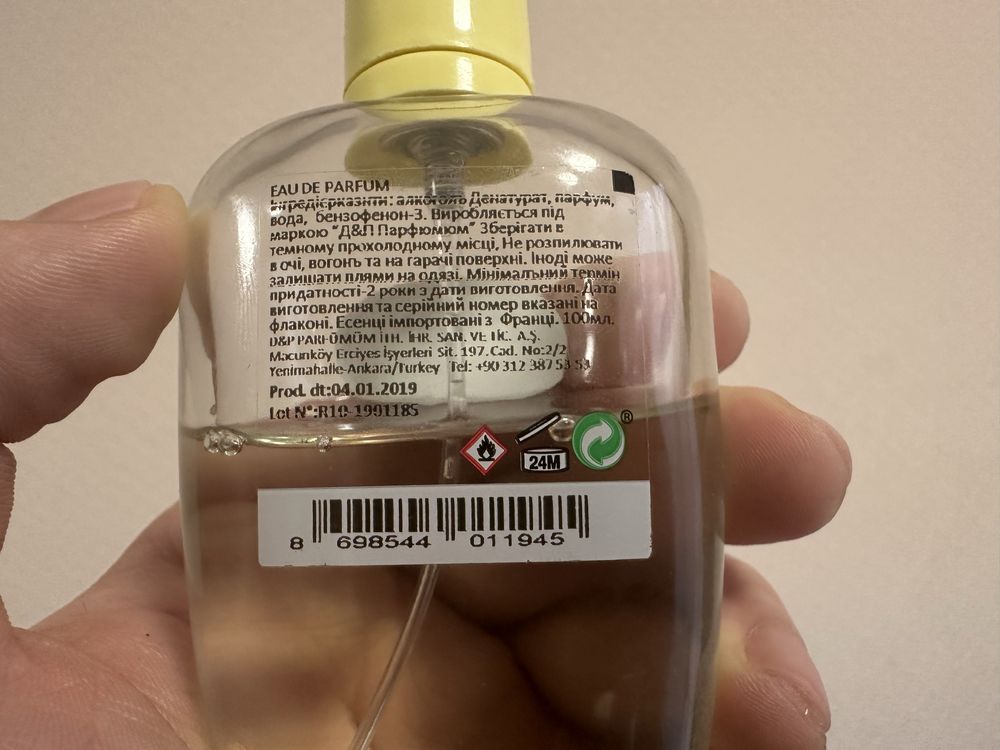 EAU DE PARFUM
Інредієрказнти: алкоголь Денатурат, парфум,
вода, бензофенон-3. Виробляється під
маркою "Д&П Парфюмюм" Зберігати в
темному прохолодному місці, Не розпилювати
в очі, вогонь та на гарачі поверхні. Іноді може
залишати плями на одязі. Мінімальний термін
придатності-2 роки з дати виготовлення. Дата
виготовлення та серійний номер вказані на
флаконі. Есенці імпортовані з Франці. 100мл.
D&P PARFÜMÜM İTH. İHR. SAN. VE TİC. A.Ş.
Macunköy Erciyes İşyerleri Sit. 197.Cad. No:2/2
Yenimahalle-Ankara/Turkey Tel: +90 312 387 53 53
Prod. dt:04.01.2019
Lot N°:R10-1901185
®
24M
8 698544 011945